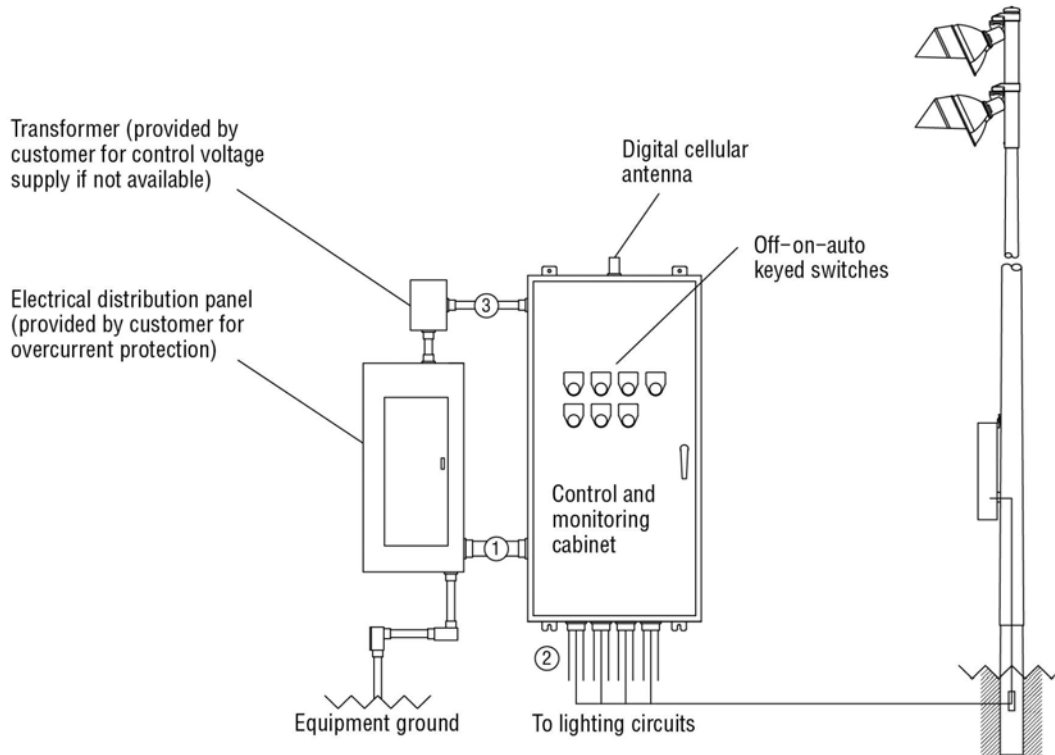 Transformer (provided by
customer for control voltage
supply if not available)
Digital cellular
antenna
Off-on-auto
keyed switches
Electrical distribution panel
(provided by customer for
overcurrent protection)
3
Control and
monitoring
cabinet
1
2
Equipment ground
To lighting circuits